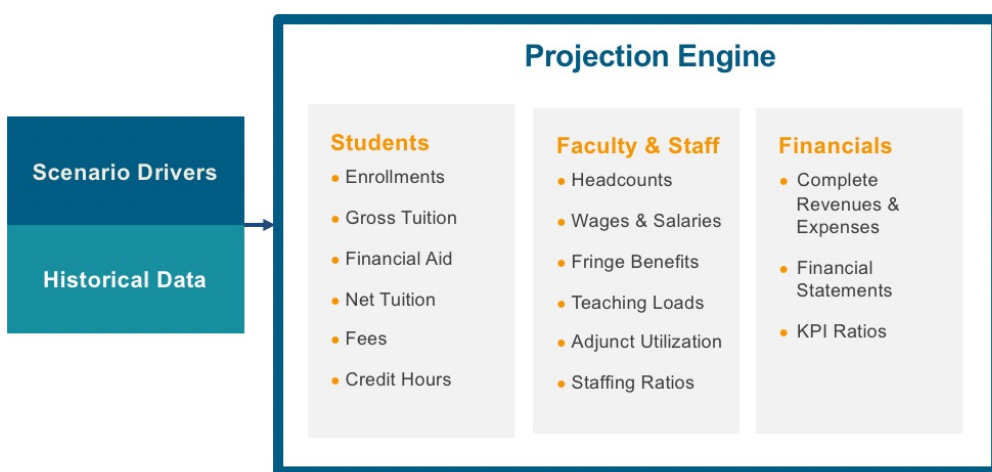 Projection Engine
Scenario Drivers
Historical Data
Students
• Enrollments
• Gross Tuition
• Financial Aid
• Net Tuition
• Fees
• Credit Hours
Faculty & Staff
• Headcounts
• Wages & Salaries
• Fringe Benefits
• Teaching Loads
• Adjunct Utilization
• Staffing Ratios
Financials
• Complete
Revenues &
Expenses
• Financial
Statements
• KPI Ratios